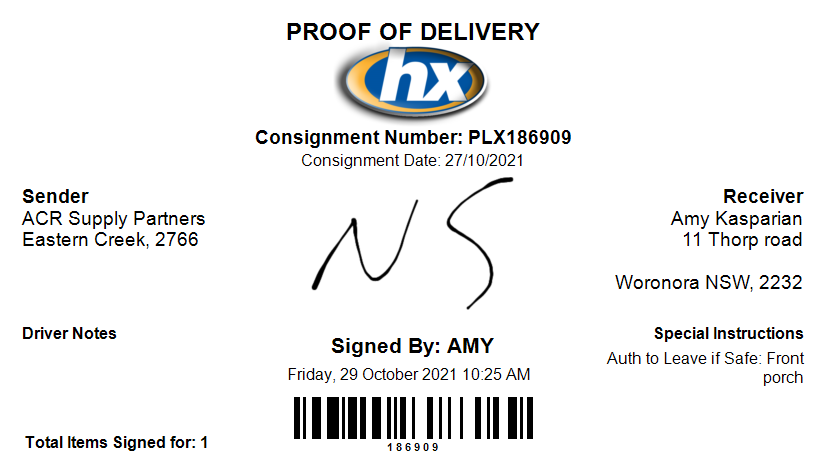 PROOF OF DELIVERY
hx
Consignment Number: PLX186909
Consignment Date: 27/10/2021
Sender
ACR Supply Partners
Eastern Creek, 2766
NS
Receiver
Amy Kasparian
11 Thorp road
Woronora NSW, 2232
Driver Notes
Signed By: AMY
Friday, 29 October 2021 10:25 AM
Special Instructions
Auth to Leave if Safe: Front
porch
186909
Total Items Signed for: 1